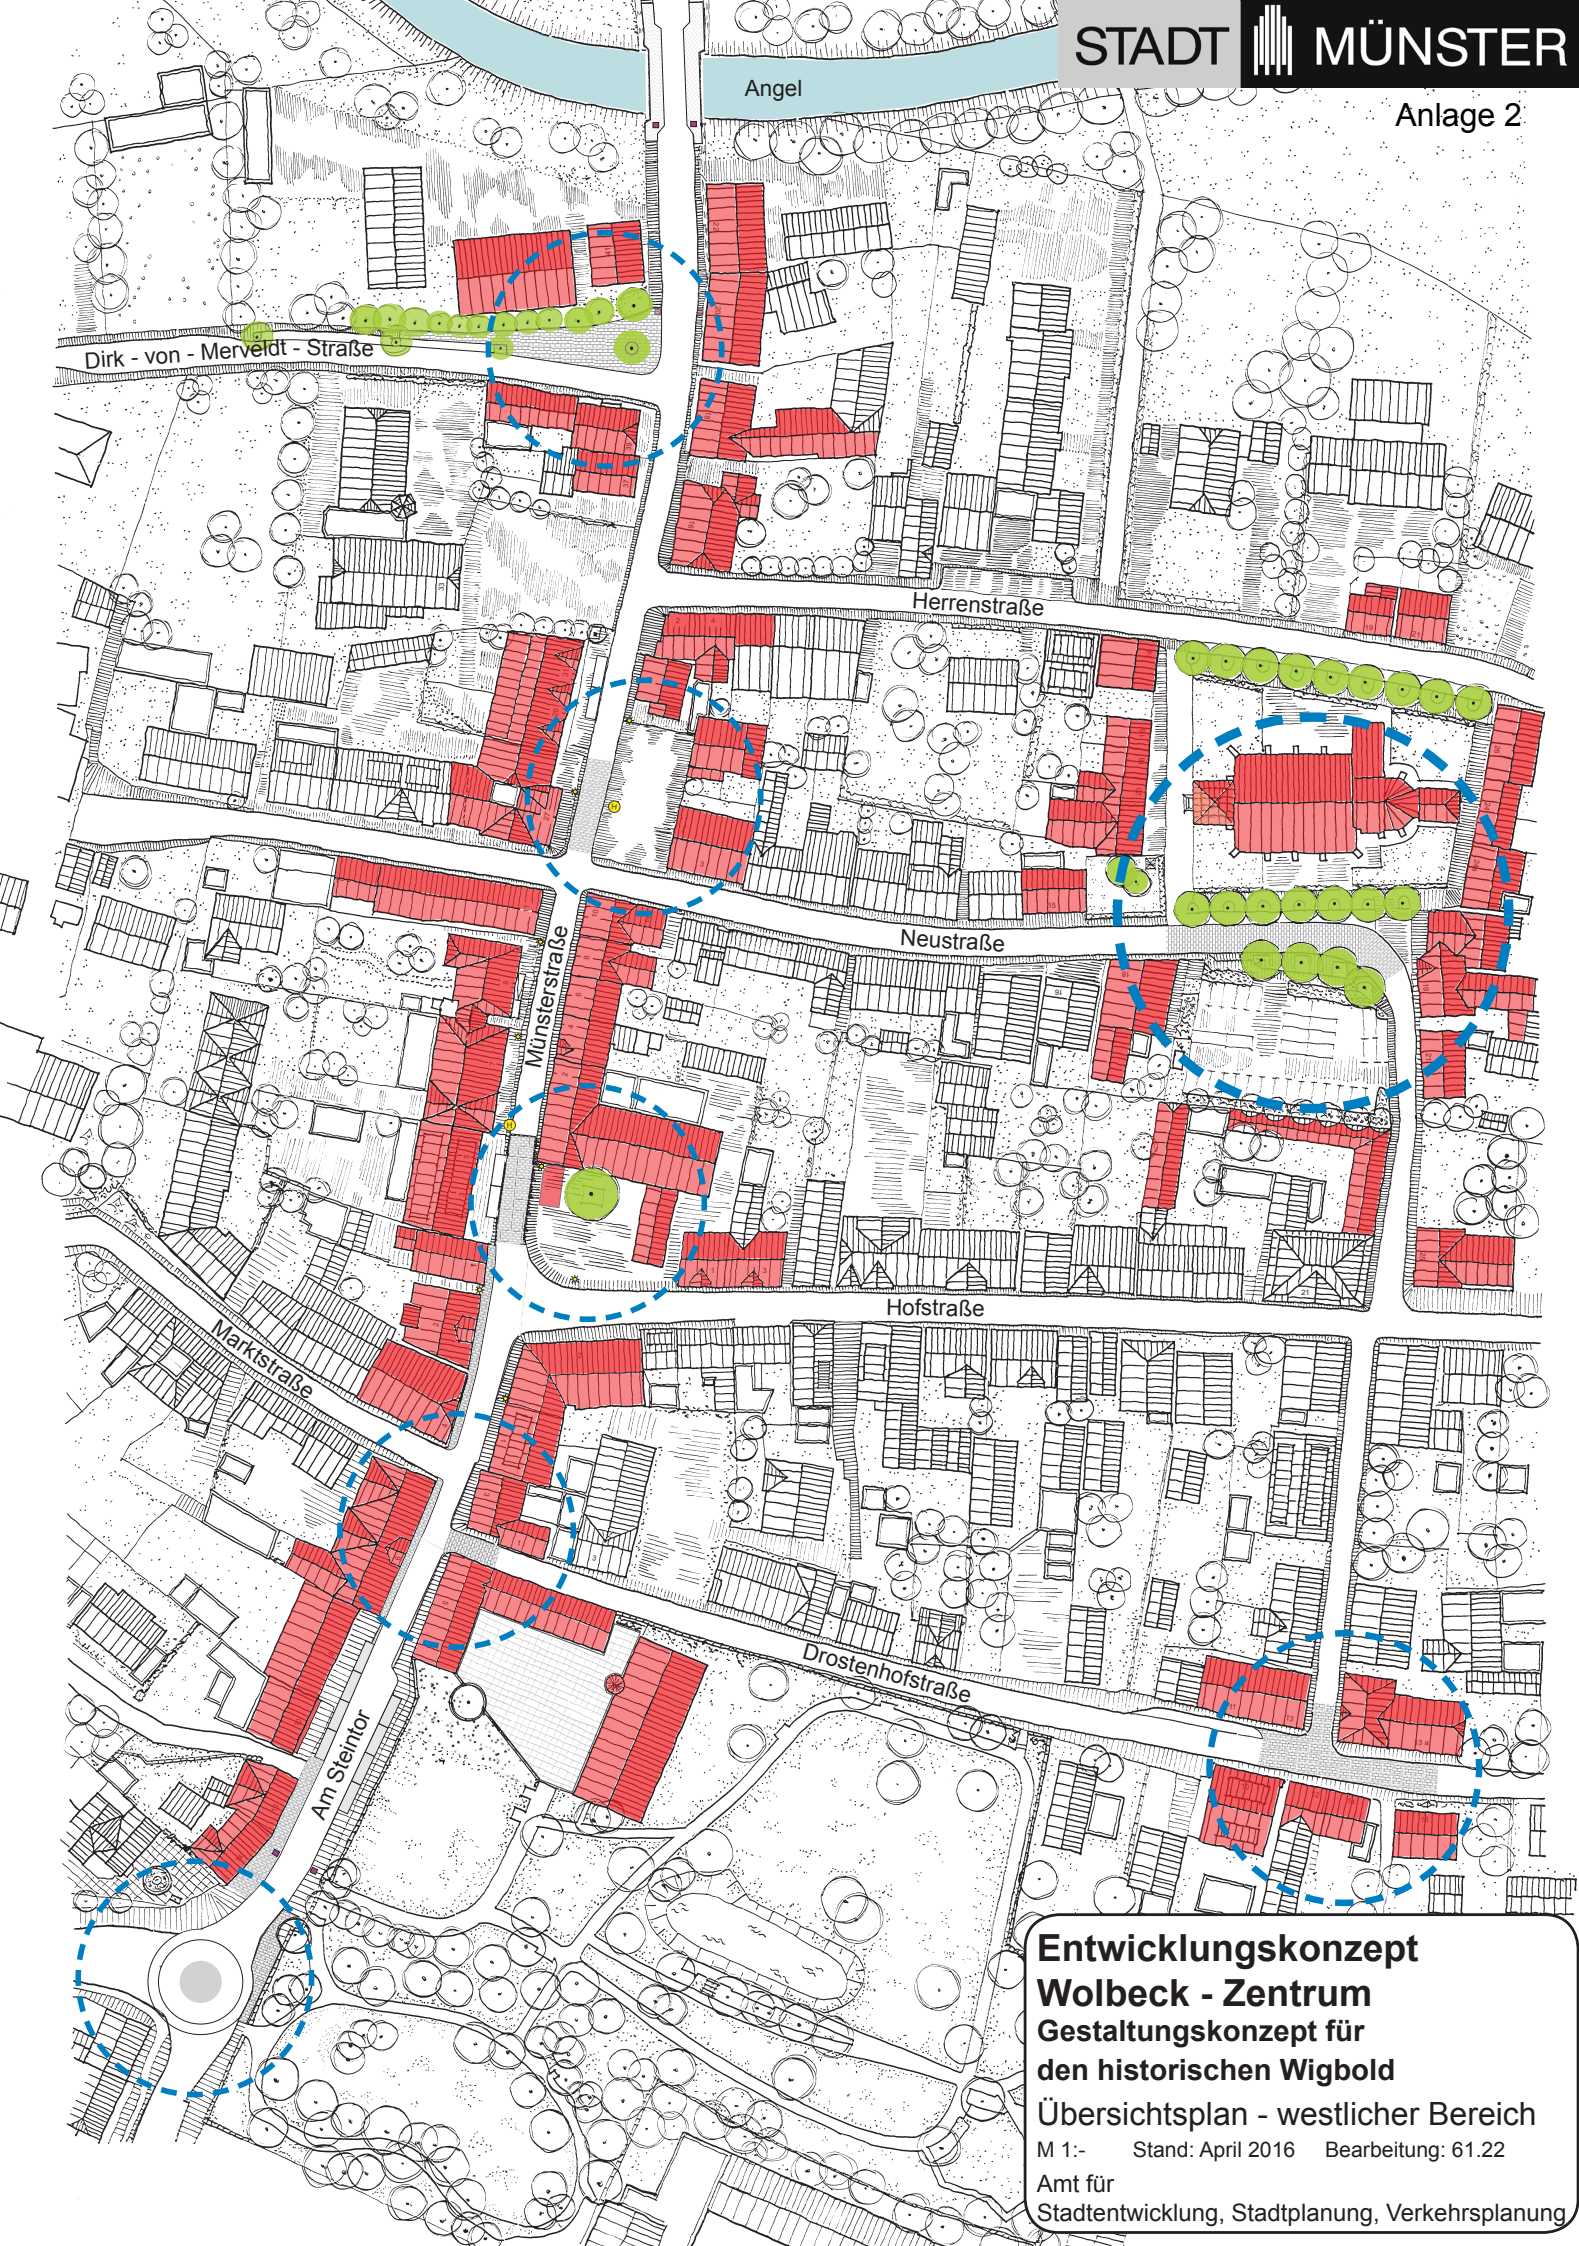 STADT MÜNSTER
Anlage 2
Angel
Dirk - von - Merveldt - Straße
Herrenstraße
Neustraße
Münsterstraße
H
H
Hofstraße
Marktstraße
Drostenhofstraße
Am Steintor
Entwicklungskonzept
Wolbeck - Zentrum
Gestaltungskonzept für
den historischen Wigbold
Übersichtsplan - westlicher Bereich
M 1:- Stand: April 2016 Bearbeitung: 61.22
Amt für
Stadtentwicklung, Stadtplanung, Verkehrsplanung